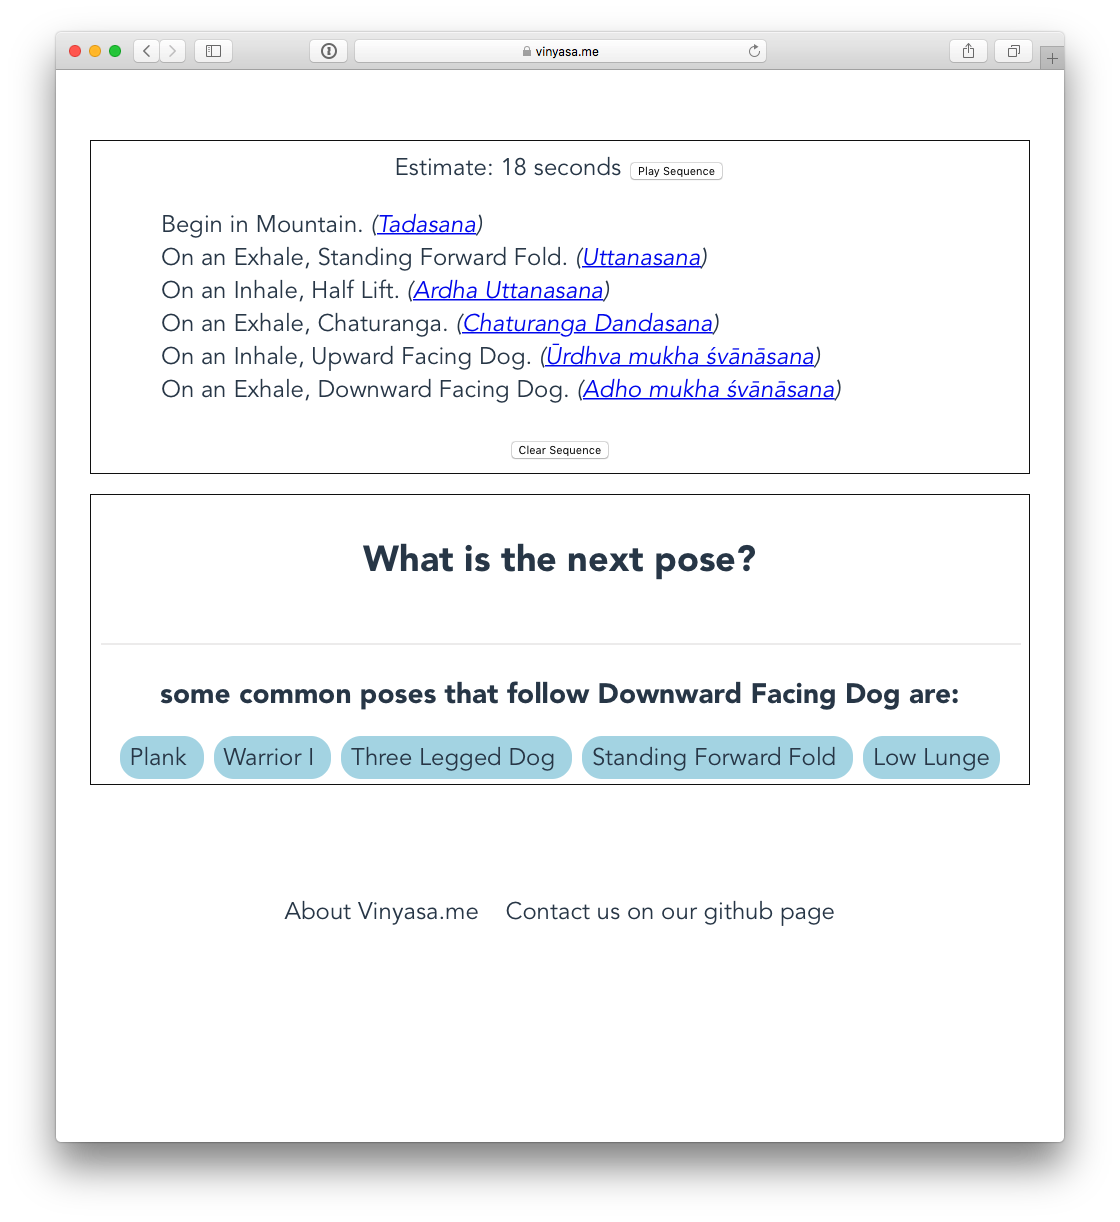 vinyasa.me
Estimate: 18 seconds Play Sequence
Begin in Mountain. (Tadasana)
On an Exhale, Standing Forward Fold. (Uttanasana)
On an Inhale, Half Lift. (Ardha Uttanasana)
On an Exhale, Chaturanga. (Chaturanga Dandasana)
On an Inhale, Upward Facing Dog. (Ūrdhva mukha śvānāsana)
On an Exhale, Downward Facing Dog. (Adho mukha śvānāsana)
Clear Sequence
What is the next pose?
some common poses that follow Downward Facing Dog are:
Plank Warrior I Three Legged Dog Standing Forward Fold Low Lunge
About Vinyasa.me Contact us on our github page